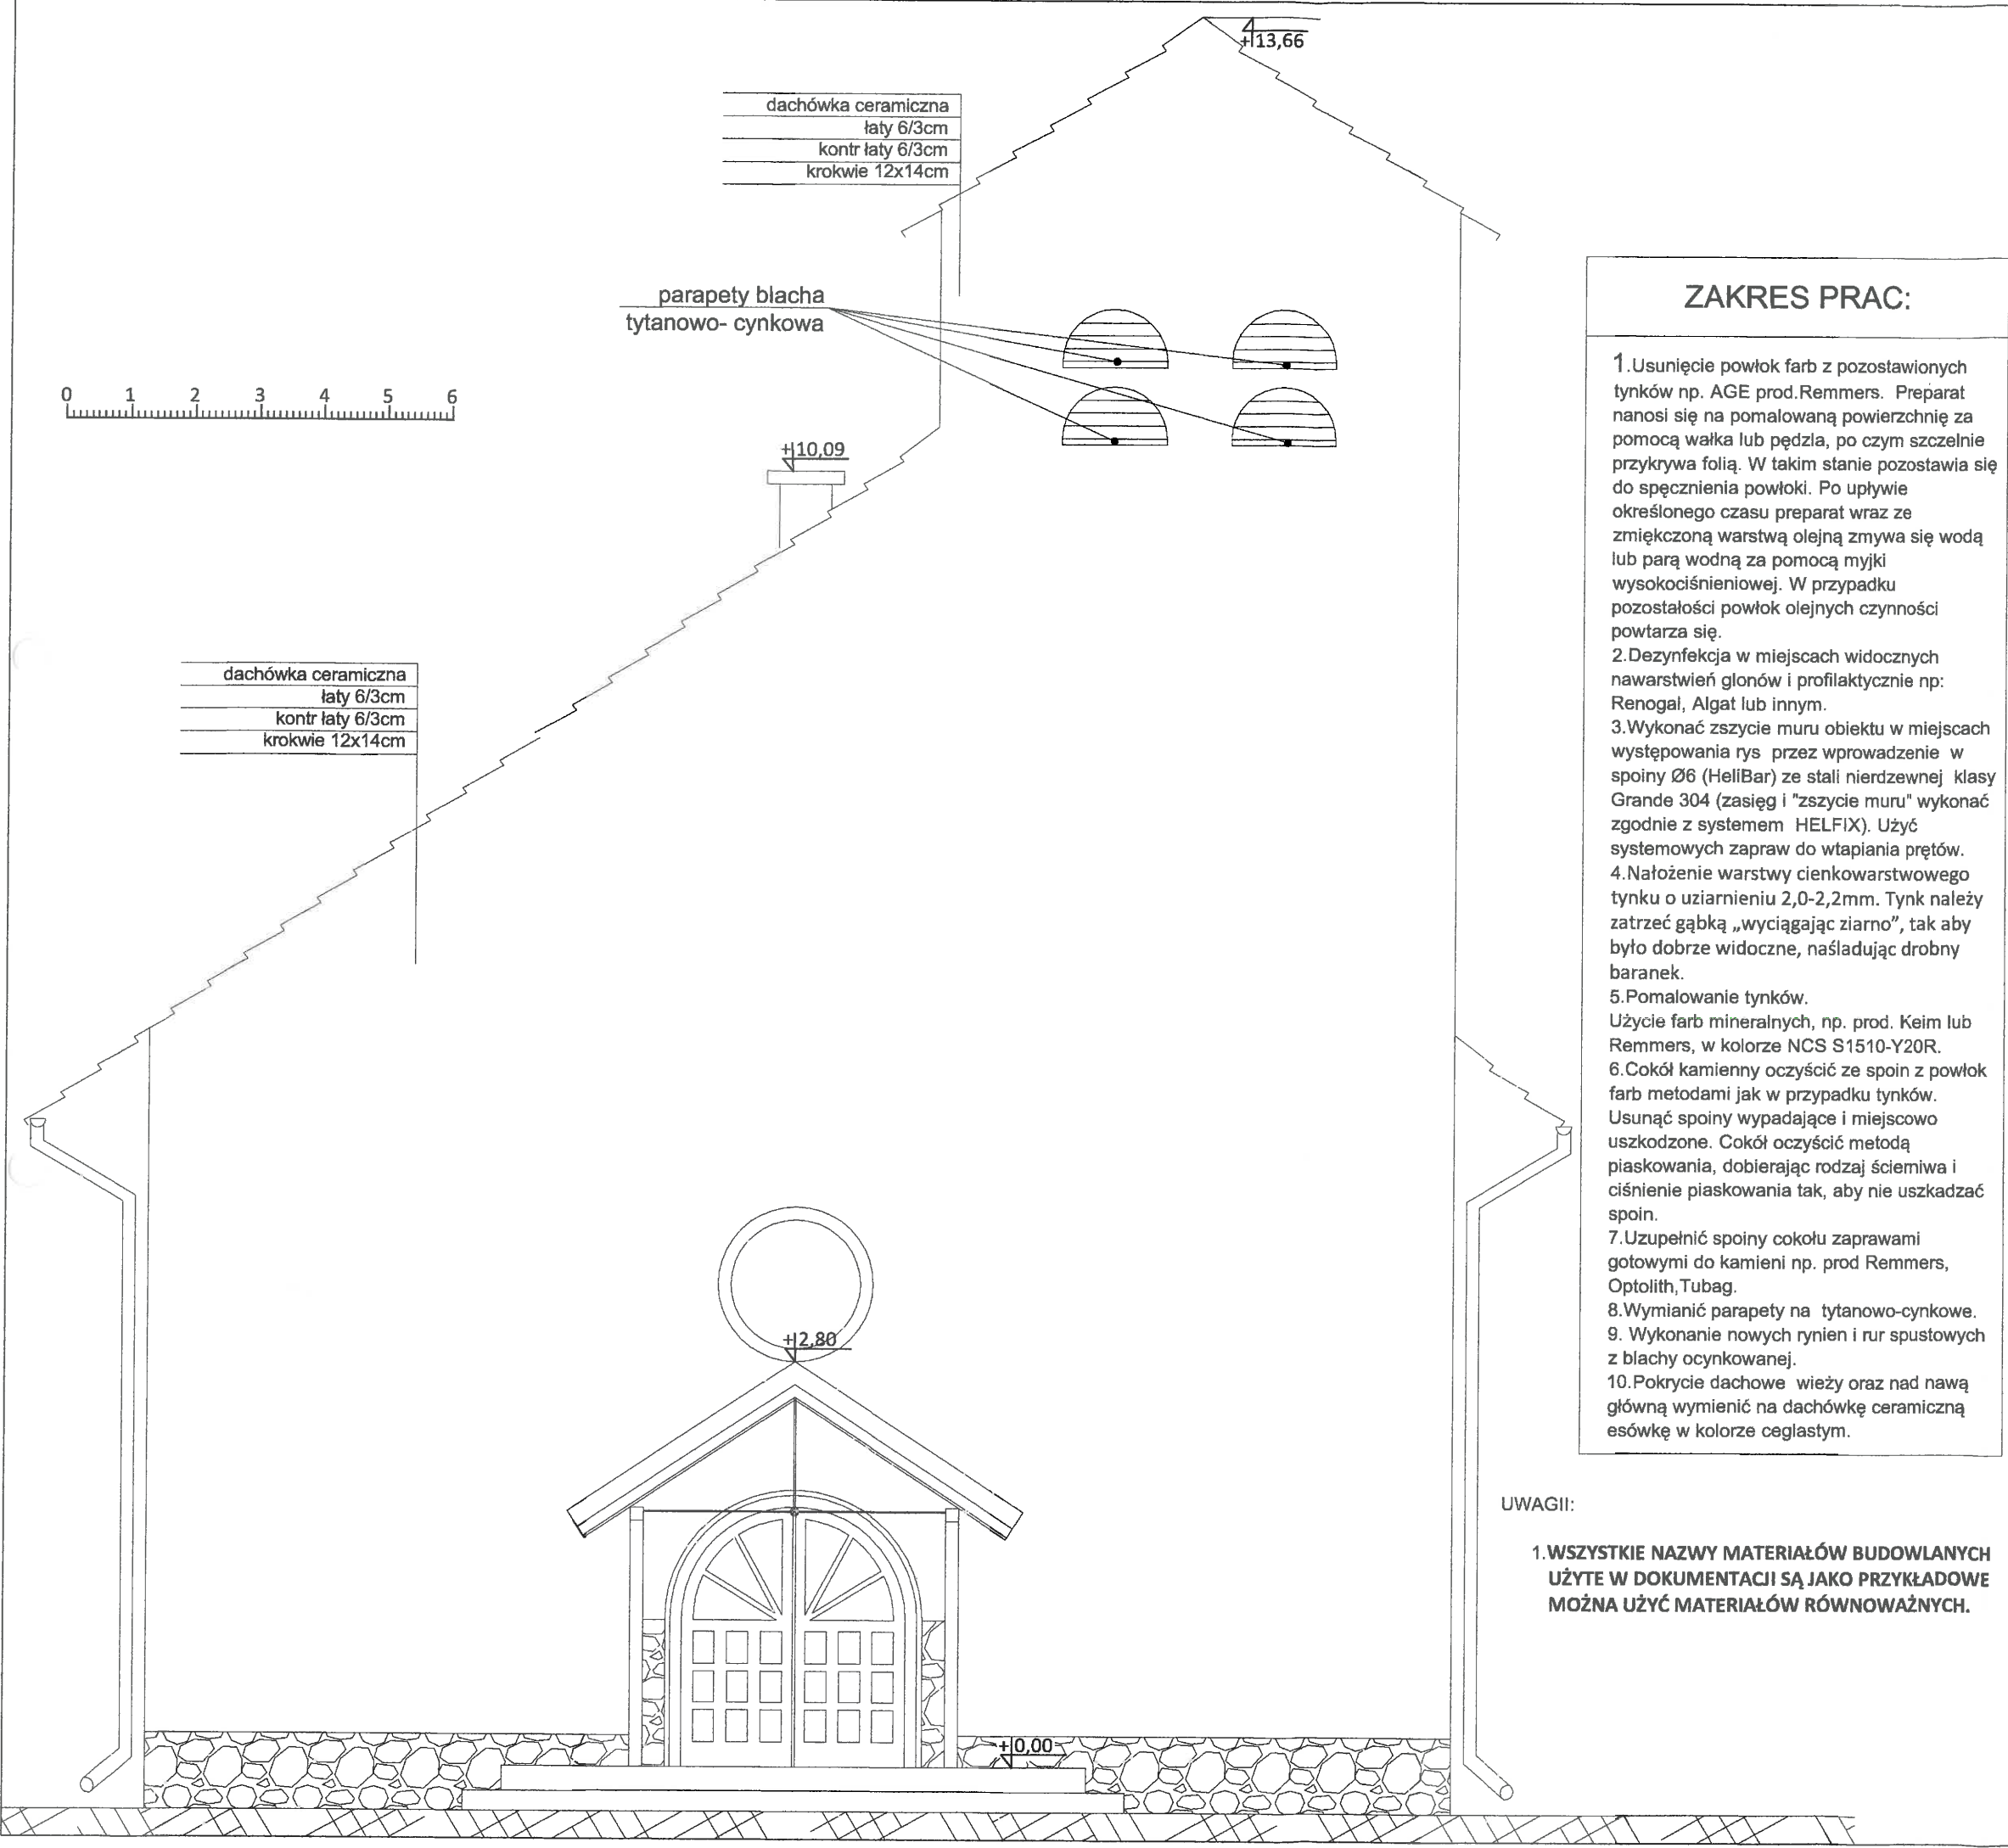 +13,66
dachówka ceramiczna
łaty 6/3cm
kontr łaty 6/3cm
krokwie 12x14cm
parapety blacha
tytanowo- cynkowa
0 1 2 3 4 5 6
+10,09
dachówka ceramiczna
łaty 6/3cm
kontr łaty 6/3cm
krokwie 12x14cm
+2,80
+0,00
ZAKRES PRAC:
1.Usunięcie powłok farb z pozostawionych
tynków np. AGE prod.Remmers. Preparat
nanosi się na pomalowaną powierzchnię za
pomocą wałka lub pędzla, po czym szczelnie
przykrywa folią. W takim stanie pozostawia się
do spęcznienia powłoki. Po upływie
określonego czasu preparat wraz ze
zmiękczoną warstwą olejną zmywa się wodą
lub parą wodną za pomocą myjki
wysokociśnieniowej. W przypadku
pozostałości powłok olejnych czynności
powtarza się.
2.Dezynfekcja w miejscach widocznych
nawarstwień glonów i profilaktycznie np:
Renogal, Algat lub innym.
3.Wykonać zszycie muru obiektu w miejscach
występowania rys przez wprowadzenie w
spoiny Ø6 (HeliBar) ze stali nierdzewnej klasy
Grande 304 (zasięg i "zszycie muru" wykonać
zgodnie z systemem HELFIX). Użyć
systemowych zapraw do wtapiania prętów.
4.Nałożenie warstwy cienkowarstwowego
tynku o uziarnieniu 2,0-2,2mm. Tynk należy
zatrzeć gąbką „wyciągając ziarno”, tak aby
było dobrze widoczne, naśladując drobny
baranek.
5.Pomalowanie tynków.
Użycie farb mineralnych, np. prod. Keim lub
Remmers, w kolorze NCS S1510-Y20R.
6.Cokół kamienny oczyścić ze spoin z powłok
farb metodami jak w przypadku tynków.
Usunąć spoiny wypadające i miejscowo
uszkodzone. Cokół oczyścić metodą
piaskowania, dobierając rodzaj ścierniwa i
ciśnienie piaskowania tak, aby nie uszkadzać
spoin.
7.Uzupełnić spoiny cokołu zaprawami
gotowymi do kamieni np. prod Remmers,
Optolith,Tubag.
8.Wymianić parapety na tytanowo-cynkowe.
9. Wykonanie nowych rynien i rur spustowych
z blachy ocynkowanej.
10.Pokrycie dachowe wieży oraz nad nawą
główną wymienić na dachówkę ceramiczną
esówkę w kolorze ceglastym.
UWAGII:
1.WSZYSTKIE NAZWY MATERIAŁÓW BUDOWLANYCH
UŻYTE W DOKUMENTACJI SĄ JAKO PRZYKŁADOWE
MOŻNA UŻYĆ MATERIAŁÓW RÓWNOWAŻNYCH.